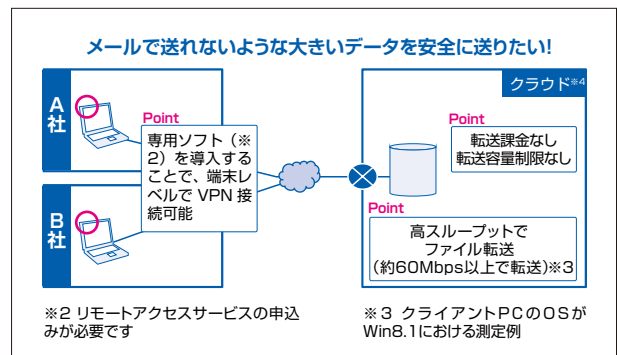 メールで送れないような大きいデータを安全に送りたい!
A
社
Point
専用ソフト（※
2）を導入する
ことで、端末レ
ベルで VPN 接
続可能
B
社
クラウド※4
Point
転送課金なし
転送容量制限なし
Point
高スループットで
ファイル転送
(約60Mbps以上で転送)※3
※2 リモートアクセスサービスの申込
みが必要です
※3 クライアントPCのOSが
Win8.1における測定例